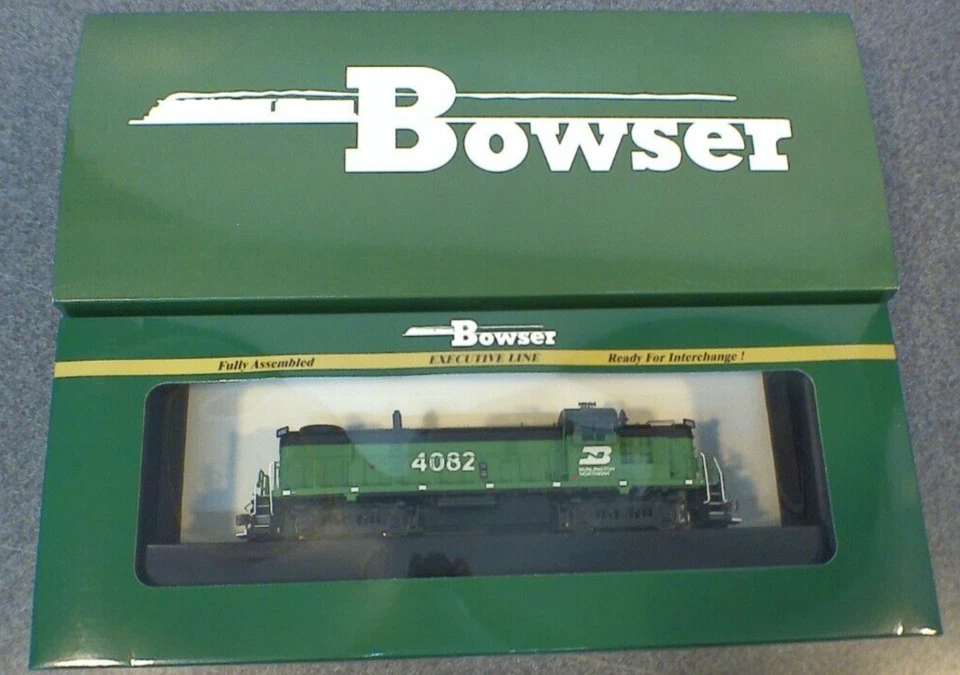 Bowser
Bowser
Fully Assembled EXECUTIVE LINE Ready For Interchange !
4082
BURLINGTON
NORTHERN